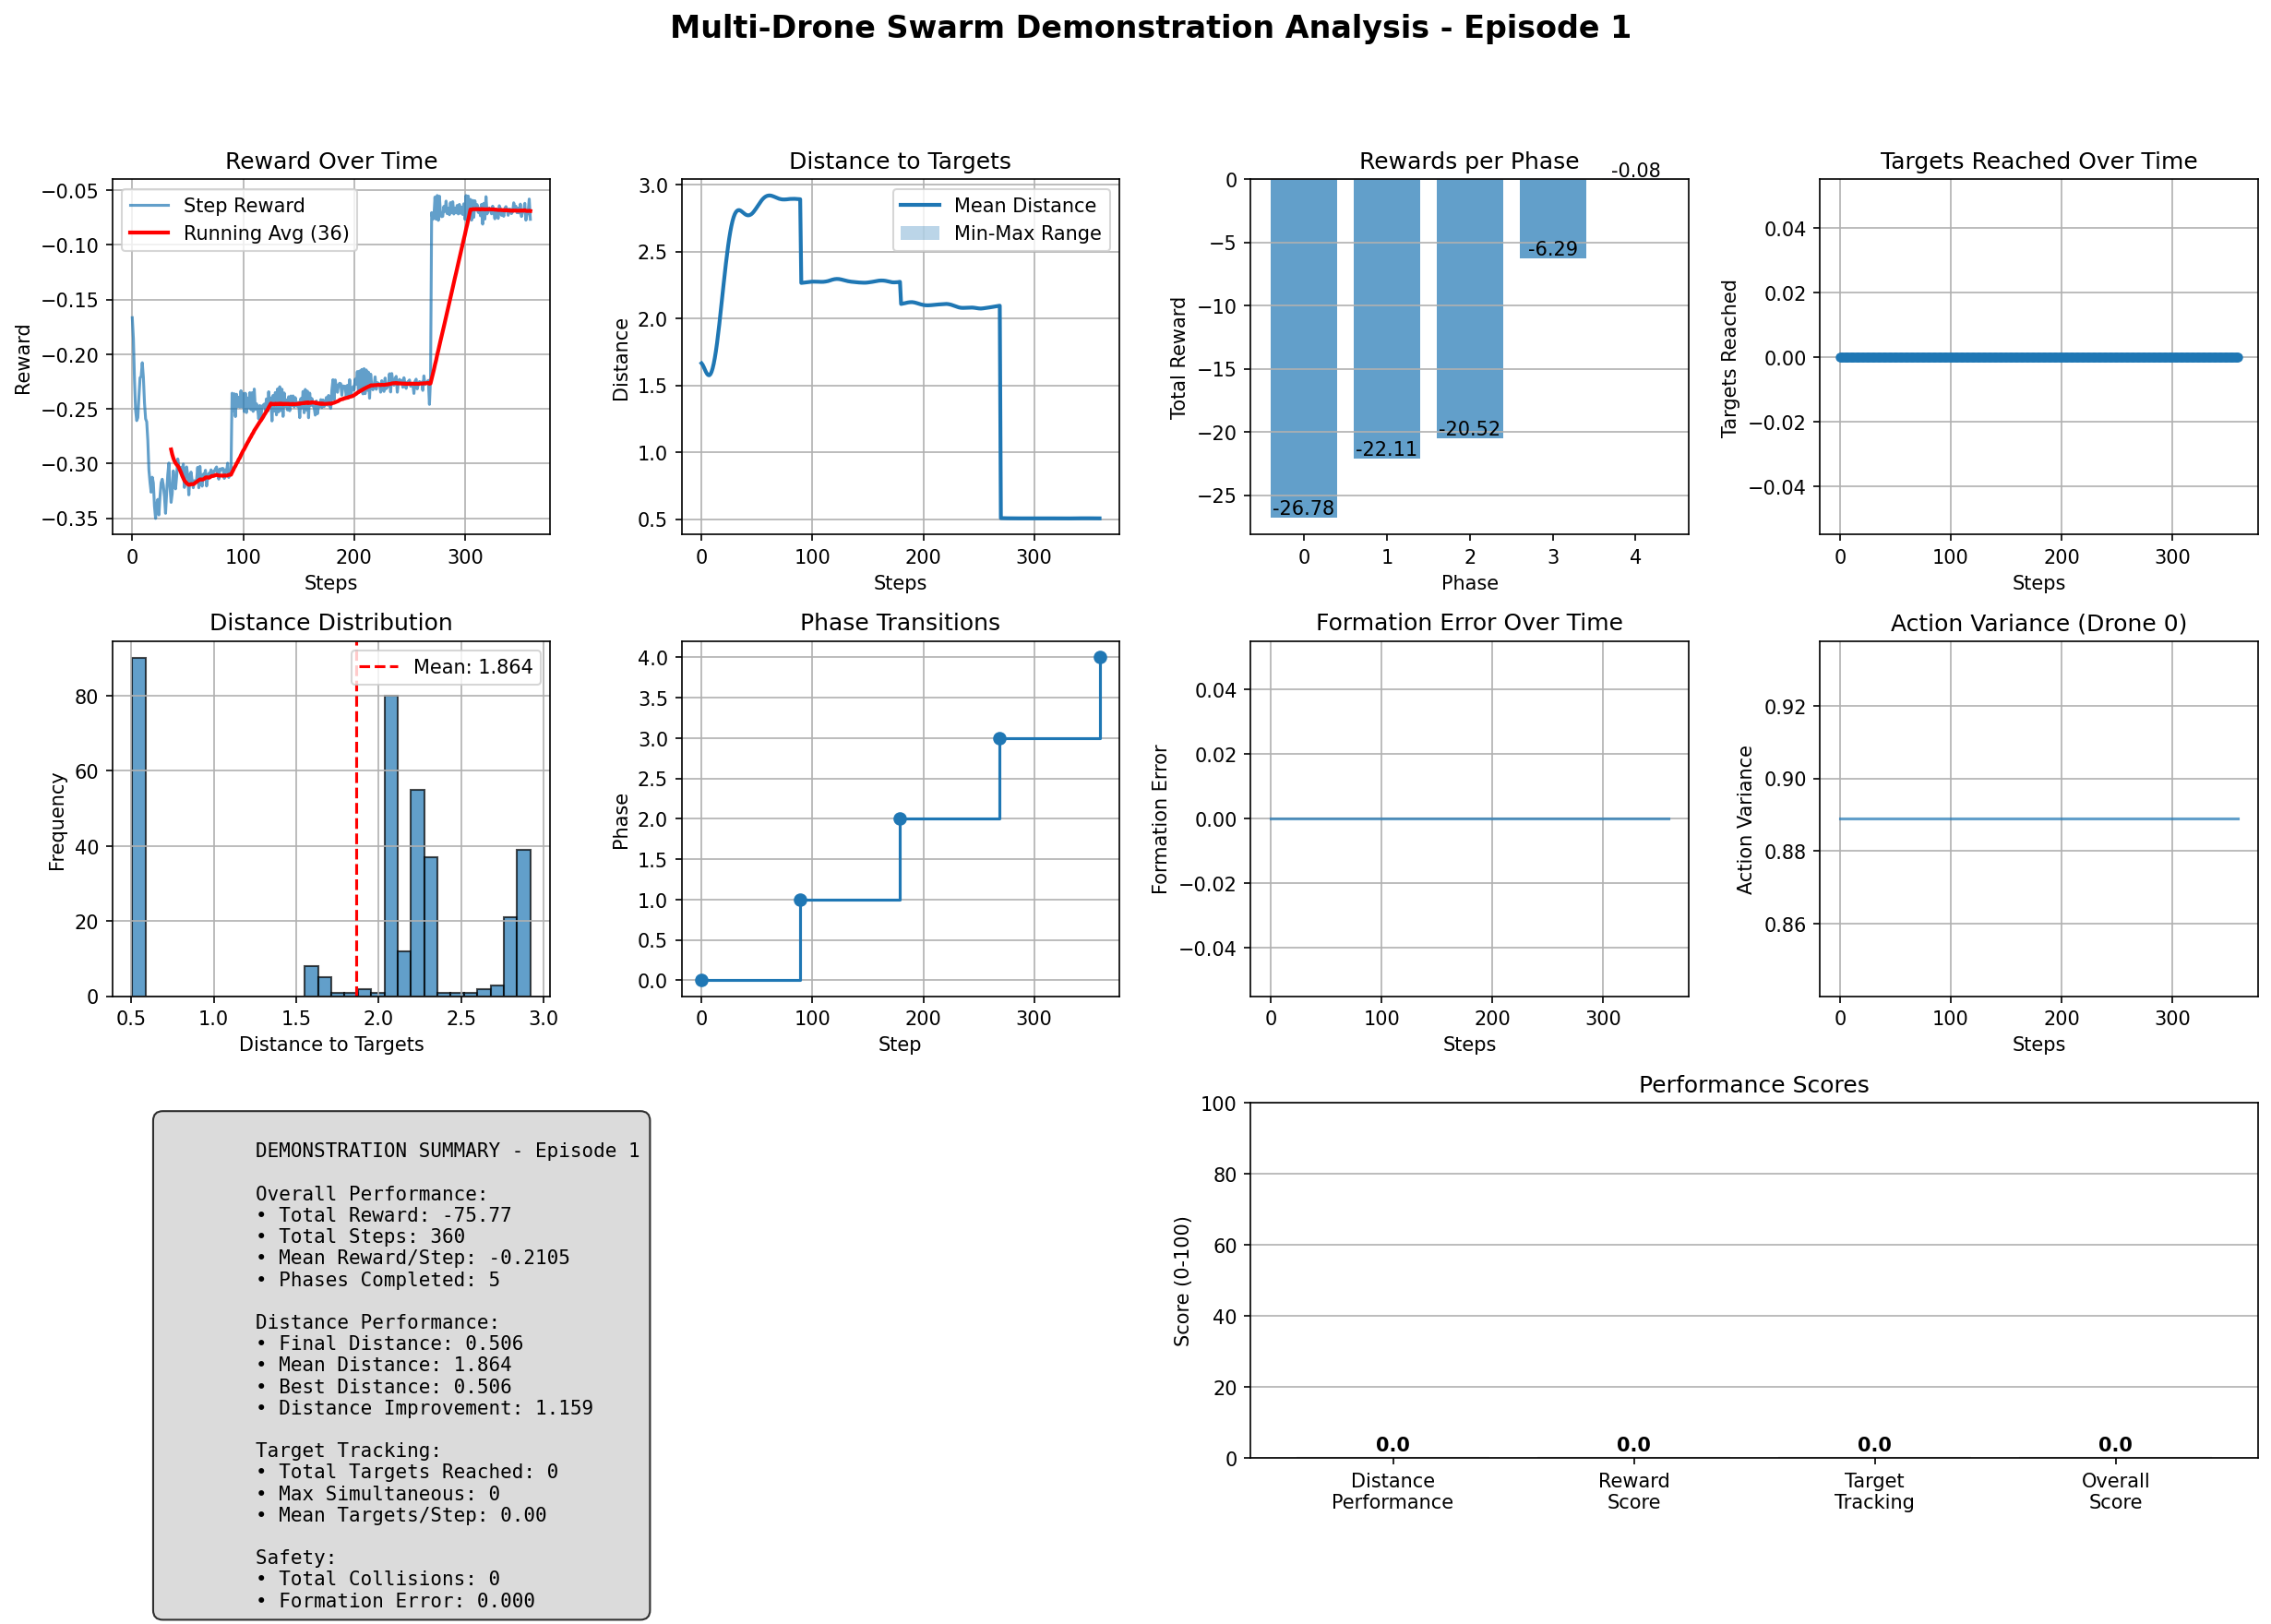 Multi-Drone Swarm Demonstration Analysis - Episode 1
Reward Over Time
Step Reward
Running Avg (36)
−0.05
−0.10
−0.15
−0.20
−0.25
−0.30
−0.35
Reward
0
100
200
300
Steps
Distance to Targets
Mean Distance
Min-Max Range
3.0
2.5
2.0
1.5
1.0
0.5
Distance
0
100
200
300
Steps
Rewards per Phase
-0.08
-6.29
-20.52
-22.11
-26.78
0
−5
−10
−15
−20
−25
Total Reward
0
1
2
3
4
Phase
Targets Reached Over Time
0.04
0.02
0.00
−0.02
−0.04
Targets Reached
0
100
200
300
Steps
Distance Distribution
Mean: 1.864
80
60
40
20
0
Frequency
0.5
1.0
1.5
2.0
2.5
3.0
Distance to Targets
Phase Transitions
4.0
3.5
3.0
2.5
2.0
1.5
1.0
0.5
0.0
Phase
0
100
200
300
Step
Formation Error Over Time
0.04
0.02
0.00
−0.02
−0.04
Formation Error
0
100
200
300
Steps
Action Variance (Drone 0)
0.92
0.90
0.88
0.86
Action Variance
0
100
200
300
Steps
DEMONSTRATION SUMMARY - Episode 1
Overall Performance:
• Total Reward: -75.77
• Total Steps: 360
• Mean Reward/Step: -0.2105
• Phases Completed: 5
Distance Performance:
• Final Distance: 0.506
• Mean Distance: 1.864
• Best Distance: 0.506
• Distance Improvement: 1.159
Target Tracking:
• Total Targets Reached: 0
• Max Simultaneous: 0
• Mean Targets/Step: 0.00
Safety:
• Total Collisions: 0
• Formation Error: 0.000
Performance Scores
100
80
60
40
20
0
Score (0-100)
0.0
0.0
0.0
0.0
Distance
Performance
Reward
Score
Target
Tracking
Overall
Score